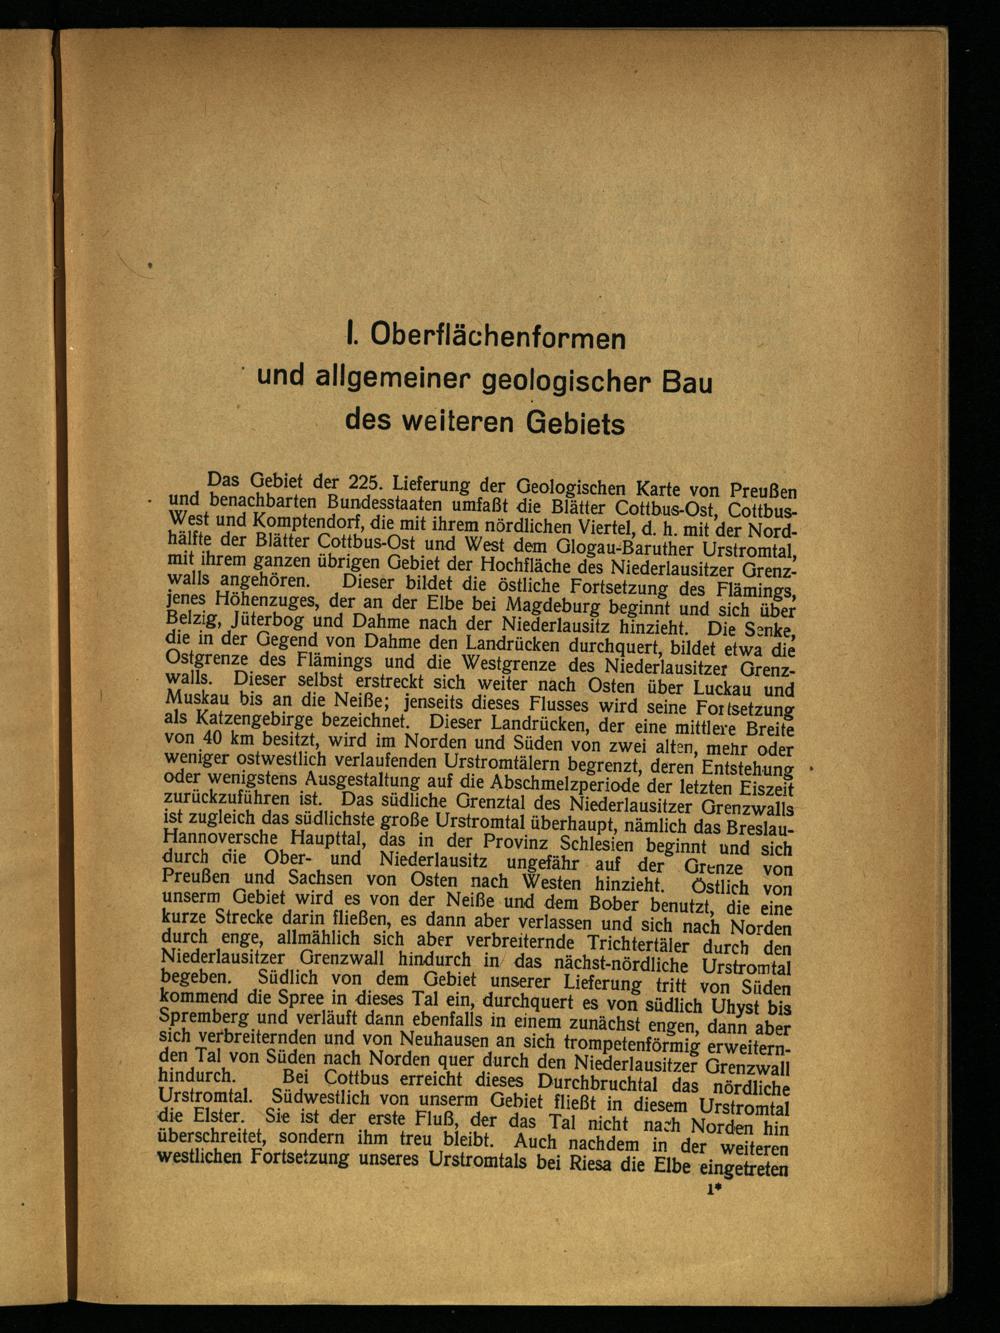 I. Oberflächenformen
und allgemeiner geologischer Bau
des weiteren Gebiets
Das Gebiet der 225. Lieferung der Geologischen Karte von Preußen
und benachbarten Bundesstaaten umfaßt die Blätter Cottbus-Ost, Cottbus-
West und Komptendorf, die mit ihrem nördlichen Viertel, d. h. mit der Nord-
hälfte der Blätter Cottbus-Ost und West dem Glogau-Baruther Urstromtal,
mit ihrem ganzen übrigen Gebiet der Hochfläche des Niederlausitzer Grenz-
walls angehören. Dieser bildet die östliche Fortsetzung des Flämings,
jenes Höhenzuges, der an der Elbe bei Magdeburg beginnt und sich über
Belzig, Jüterbog und Dahme nach der Niederlausitz hinzieht. Die Senke,
die in der Gegend von Dahme den Landrücken durchquert, bildet etwa die
Ostgrenze des Flämings und die Westgrenze des Niederlausitzer Grenz-
walls. Dieser selbst erstreckt sich weiter nach Osten über Luckau und
Muskau bis an die Neiße; jenseits dieses Flusses wird seine Fortsetzung
als Katzengebirge bezeichnet. Dieser Landrücken, der eine mittlere Breite
von 40 km besitzt, wird im Norden und Süden von zwei alten, mehr oder
weniger ostwestlich verlaufenden Urstromtälern begrenzt, deren Entstehung
oder wenigstens Ausgestaltung auf die Abschmelzperiode der letzten Eiszeit
zurückzuführen ist. Das südliche Grenztal des Niederlausitzer Grenzwalls
ist zugleich das südlichste große Urstromtal überhaupt, nämlich das Breslau-
Hannoversche Haupttal, das in der Provinz Schlesien beginnt und sich
durch die Ober- und Niederlausitz ungefähr auf der Grenze von
Preußen und Sachsen von Osten nach Westen hinzieht. Östlich von
unserm Gebiet wird es von der Neiße und dem Bober benutzt, die eine
kurze Strecke darin fließen, es dann aber verlassen und sich nach Norden
durch enge, allmählich sich aber verbreiternde Trichtertäler durch den
Niederlausitzer Grenzwall hindurch in das nächst-nördliche Urstromtal
begeben. Südlich von dem Gebiet unserer Lieferung tritt von Süden
kommend die Spree in dieses Tal ein, durchquert es von südlich Uhyst bis
Spremberg und verläuft dann ebenfalls in einem zunächst engen, dann aber
sich verbreiternden und von Neuhausen an sich trompetenförmig erweitern-
den Tal von Süden nach Norden quer durch den Niederlausitzer Grenzwall
hindurch. Bei Cottbus erreicht dieses Durchbruchtal das nördliche
Urstromtal. Südwestlich von unserm Gebiet fließt in diesem Urstromtal
die Elster. Sie ist der erste Fluß, der das Tal nicht nach Norden hin
überschreitet, sondern ihm treu bleibt. Auch nachdem in der weiteren
westlichen Fortsetzung unseres Urstromtals bei Riesa die Elbe eingetreten
1*